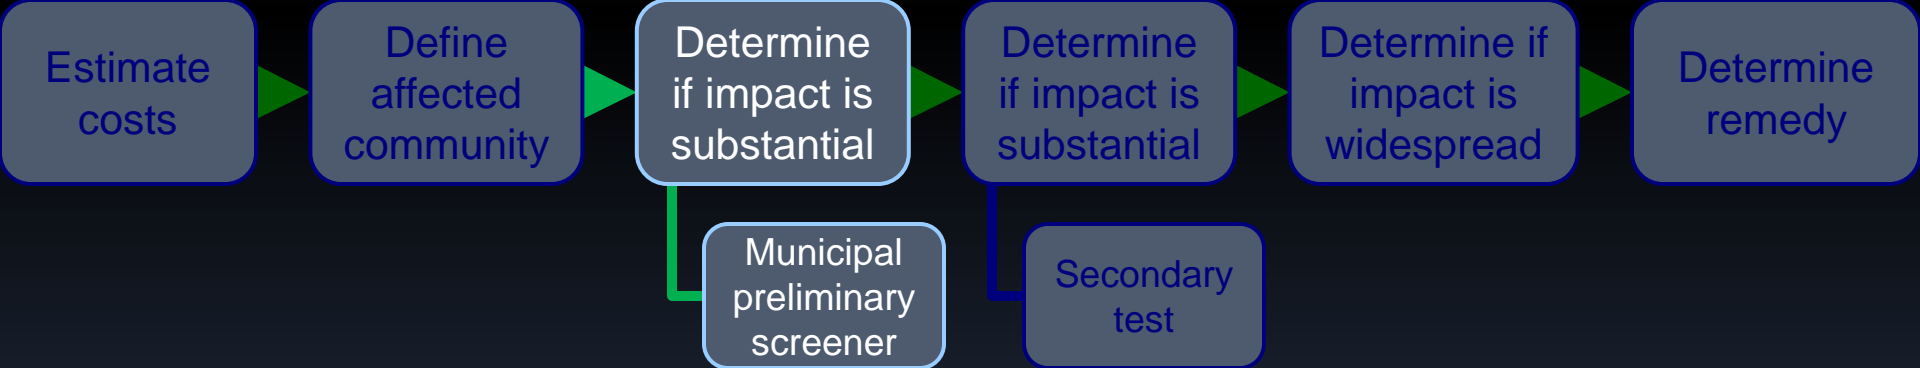 Estimate
costs
Define
affected
community
Determine
if impact is
substantial
Determine
if impact is
substantial
Determine if
impact is
widespread
Determine
remedy
Municipal
preliminary
screener
Secondary
test